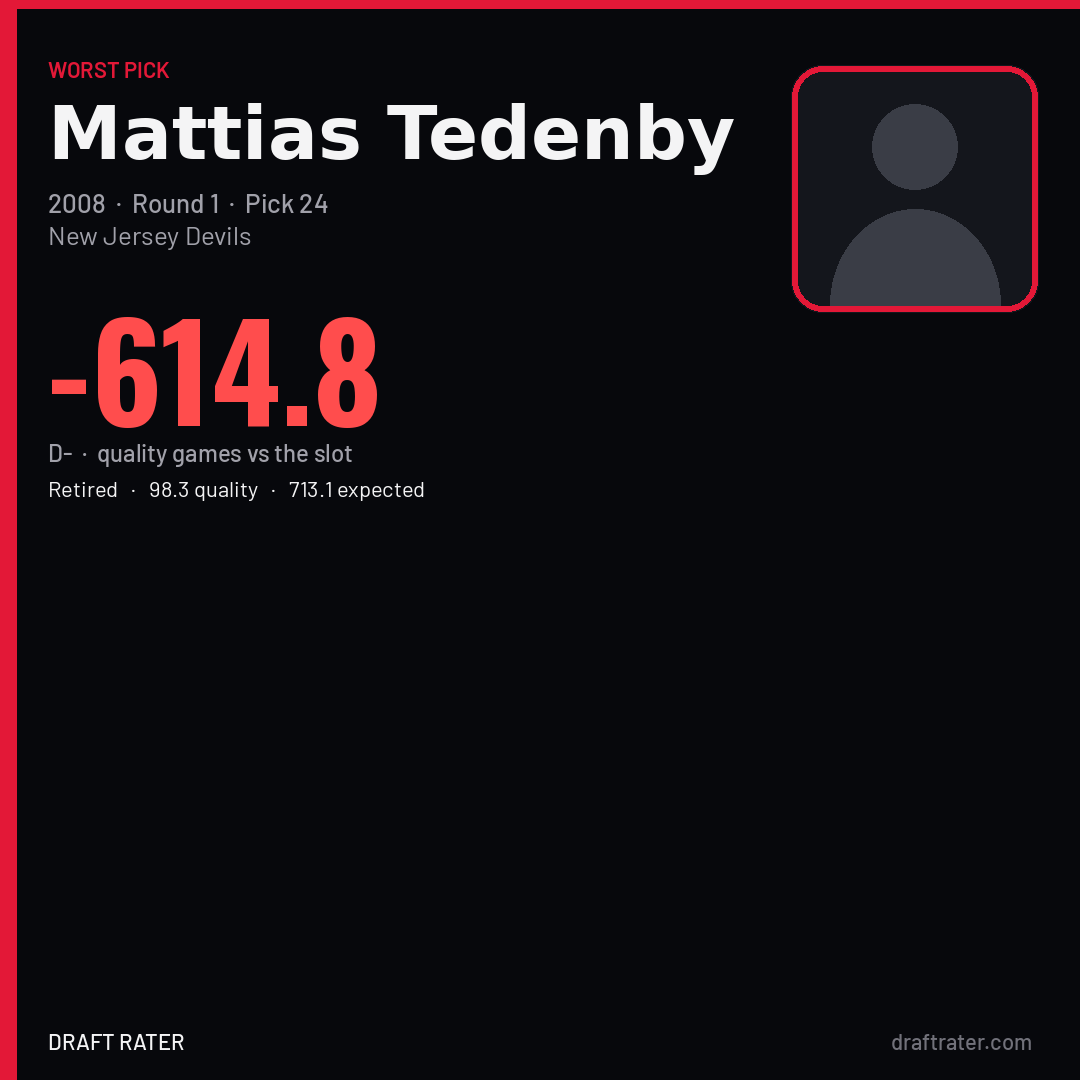 WORST PICK
Mattias Tedenby
2008 · Round 1 · Pick 24
New Jersey Devils
-614.8
D- · quality games vs the slot
Retired · 98.3 quality · 713.1 expected
DRAFT RATER
draftrater.com